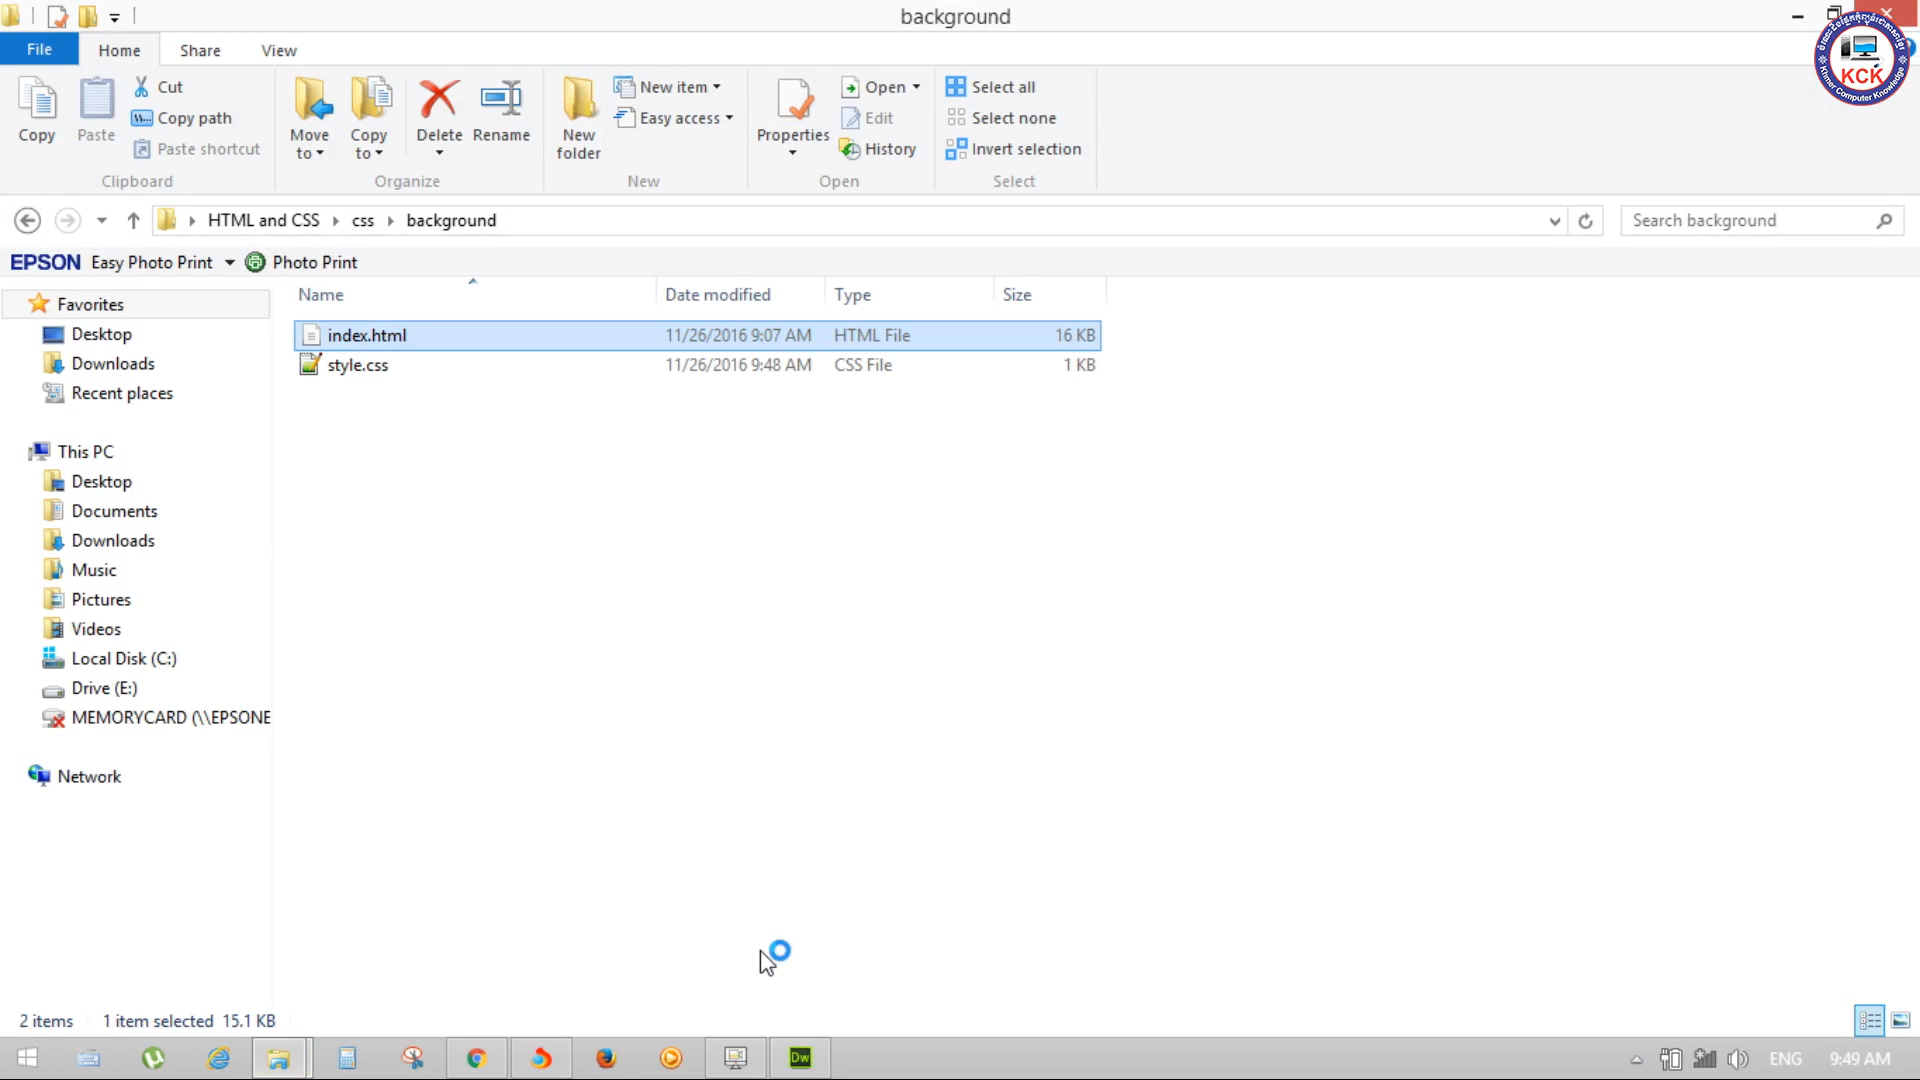 background
File
Home
Share
View
Copy
Paste
Cut
Copy path
Paste shortcut
Clipboard
Move to
Copy to
Delete
Rename
Organize
New folder
New item
Easy access
New
Properties
Open
Edit
History
Open
Select all
Select none
Invert selection
Select
KCK
Khmer Computer Knowledge
HTML and CSS
css
background
Search background
EPSON Easy Photo Print
Photo Print
Name
Date modified
Type
Size
index.html 11/26/2016 9:07 AM HTML File 16 KB
style.css 11/26/2016 9:48 AM CSS File 1 KB
Favorites
Desktop
Downloads
Recent places
This PC
Desktop
Documents
Downloads
Music
Pictures
Videos
Local Disk (C:)
Drive (E:)
MEMORYCARD (\\EPSONE
Network
2 items 1 item selected 15.1 KB
Dw
ENG
9:49 AM